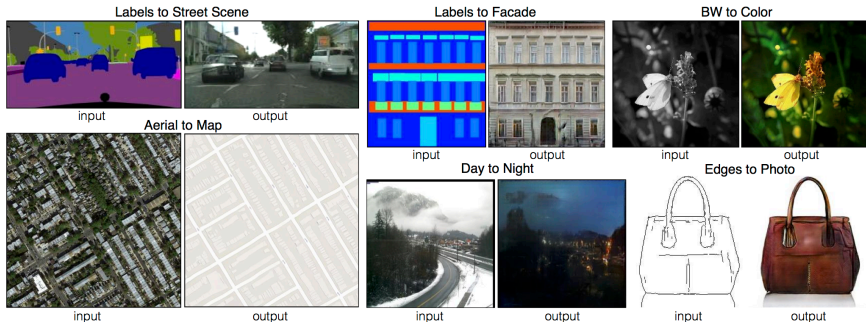 Labels to Street Scene
input
output
Aerial to Map
input
output
Labels to Facade
input
output
BW to Color
input
output
Day to Night
input
output
Edges to Photo
input
output